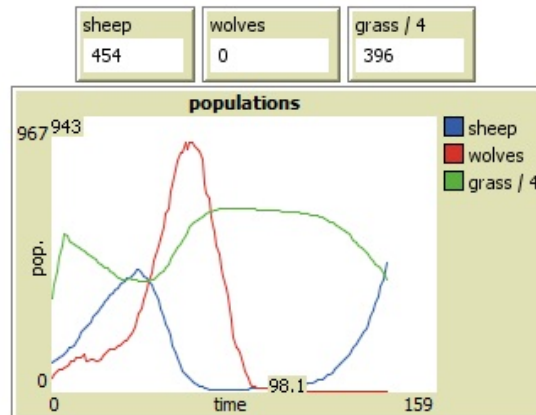 sheep
454
wolves
0
grass / 4
396
populations
967
943
pop.
0
98.1
0
time
159
sheep
wolves
grass / 4